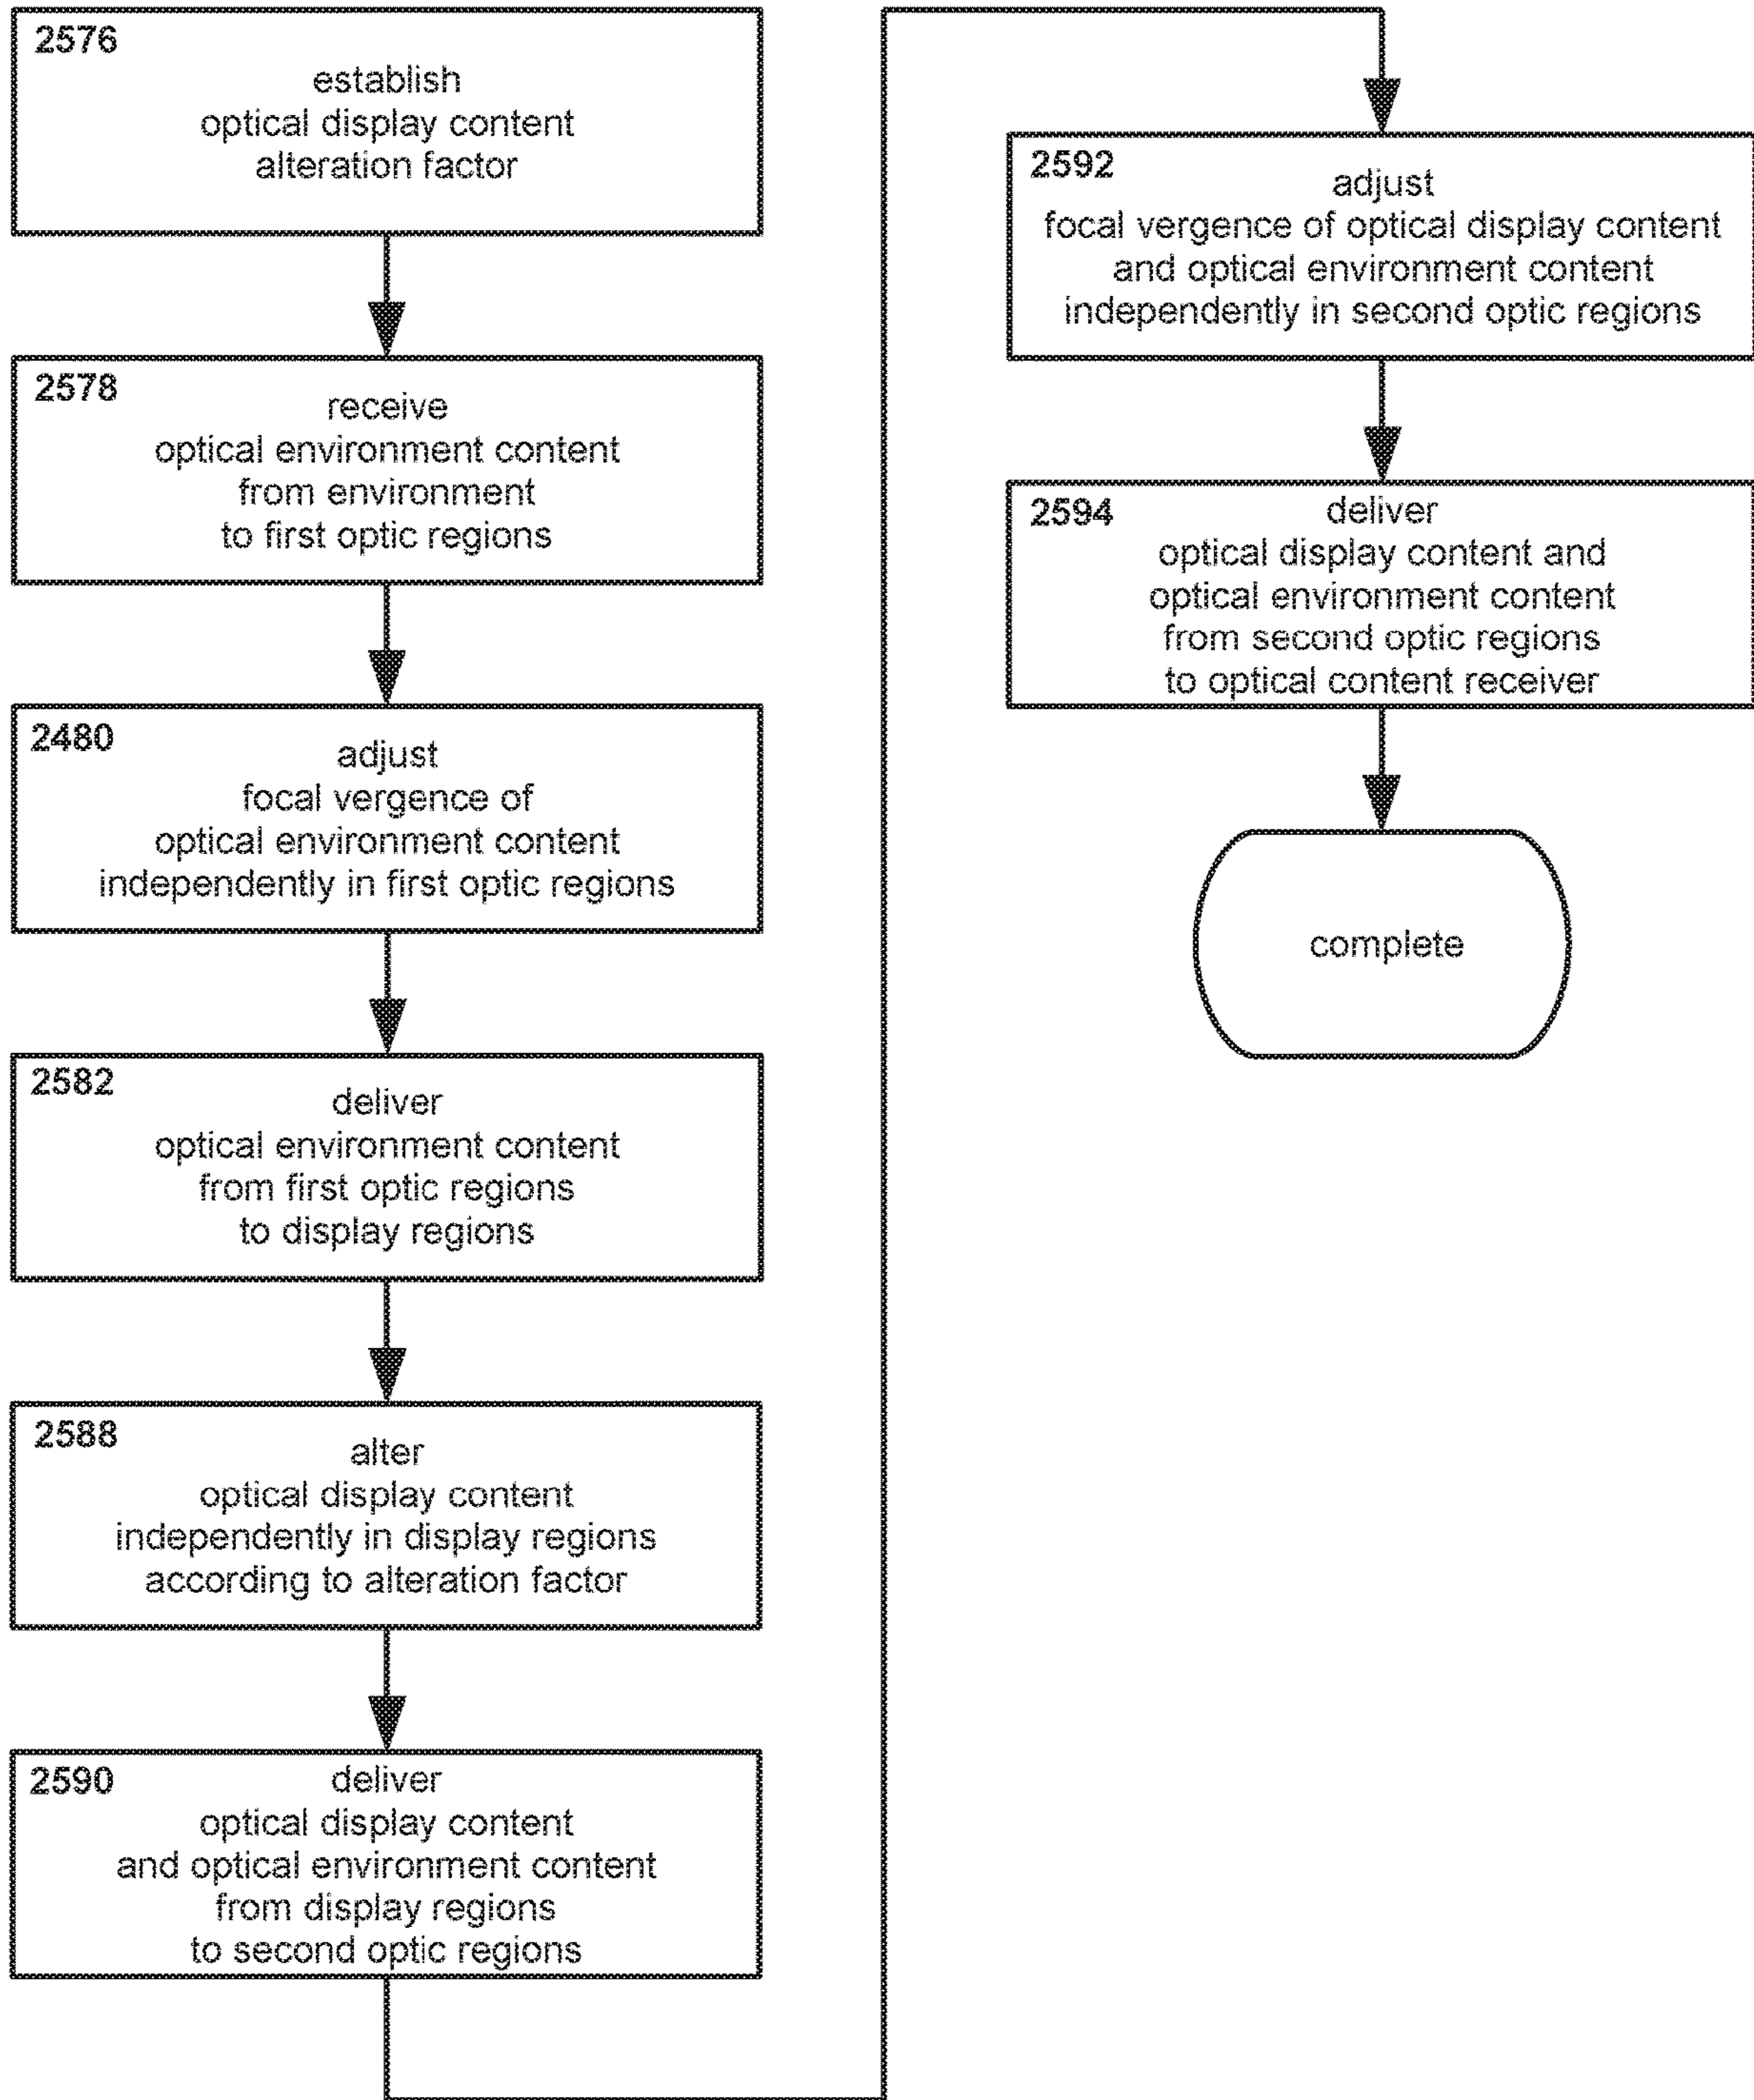 2576
establish
optical display content
alteration factor
2578
receive
optical environment content
from environment
to first optic regions
2480
adjust
focal vergence of
optical environment content
independently in first optic regions
2582
deliver
optical environment content
from first optic regions
to display regions
2588
alter
optical display content
independently in display regions
according to alteration factor
2590
deliver
optical display content
and optical environment content
from display regions
to second optic regions
2592
adjust
focal vergence of optical display content
and optical environment content
independently in second optic regions
2594
deliver
optical display content and
optical environment content
from second optic regions
to optical content receiver
complete